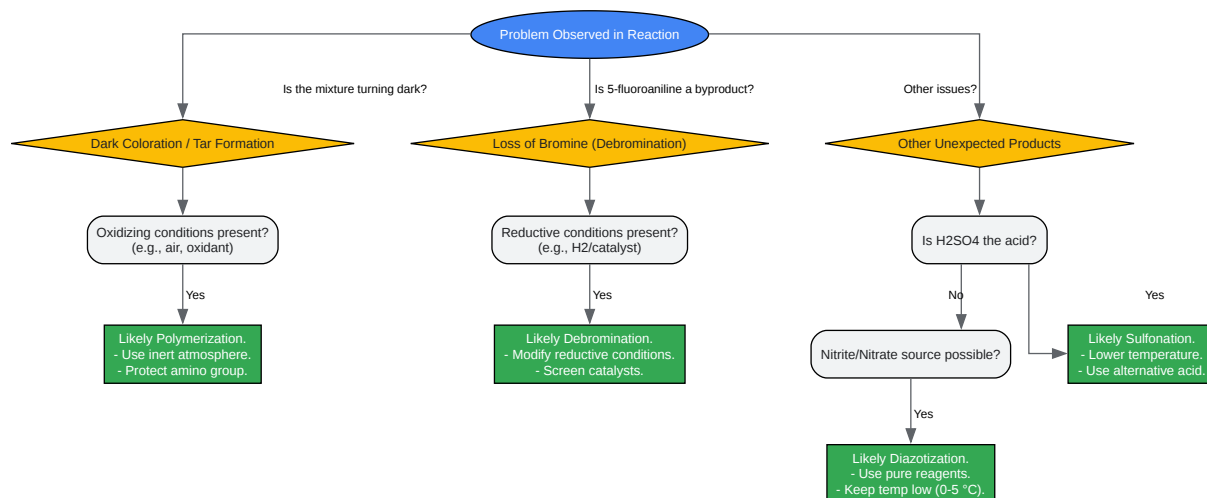 Problem Observed in Reaction
Is the mixture turning dark?
Is 5-fluoroaniline a byproduct?
Other issues?
Dark Coloration / Tar Formation
Loss of Bromine (Debromination)
Other Unexpected Products
Oxidizing conditions present?
(e.g., air, oxidant)
Reductive conditions present?
(e.g., H2/catalyst)
Is H2SO4 the acid?
Yes
Yes
No
Yes
Likely Polymerization.
- Use inert atmosphere.
- Protect amino group.
Likely Debromination.
- Modify reductive conditions.
- Screen catalysts.
Nitrite/Nitrate source possible?
Likely Sulfonation.
- Lower temperature.
- Use alternative acid.
Yes
Likely Diazotization.
- Use pure reagents.
- Keep temp low (0-5 °C).